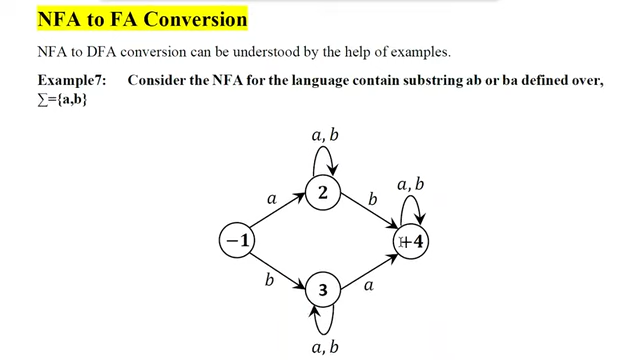 NFA to FA Conversion
NFA to DFA conversion can be understood by the help of examples.
Example7: Consider the NFA for the language contain substring ab or ba defined over,
∑={a,b}
a, b
a
2
b
a, b
−1
+4
b
3
a
a, b